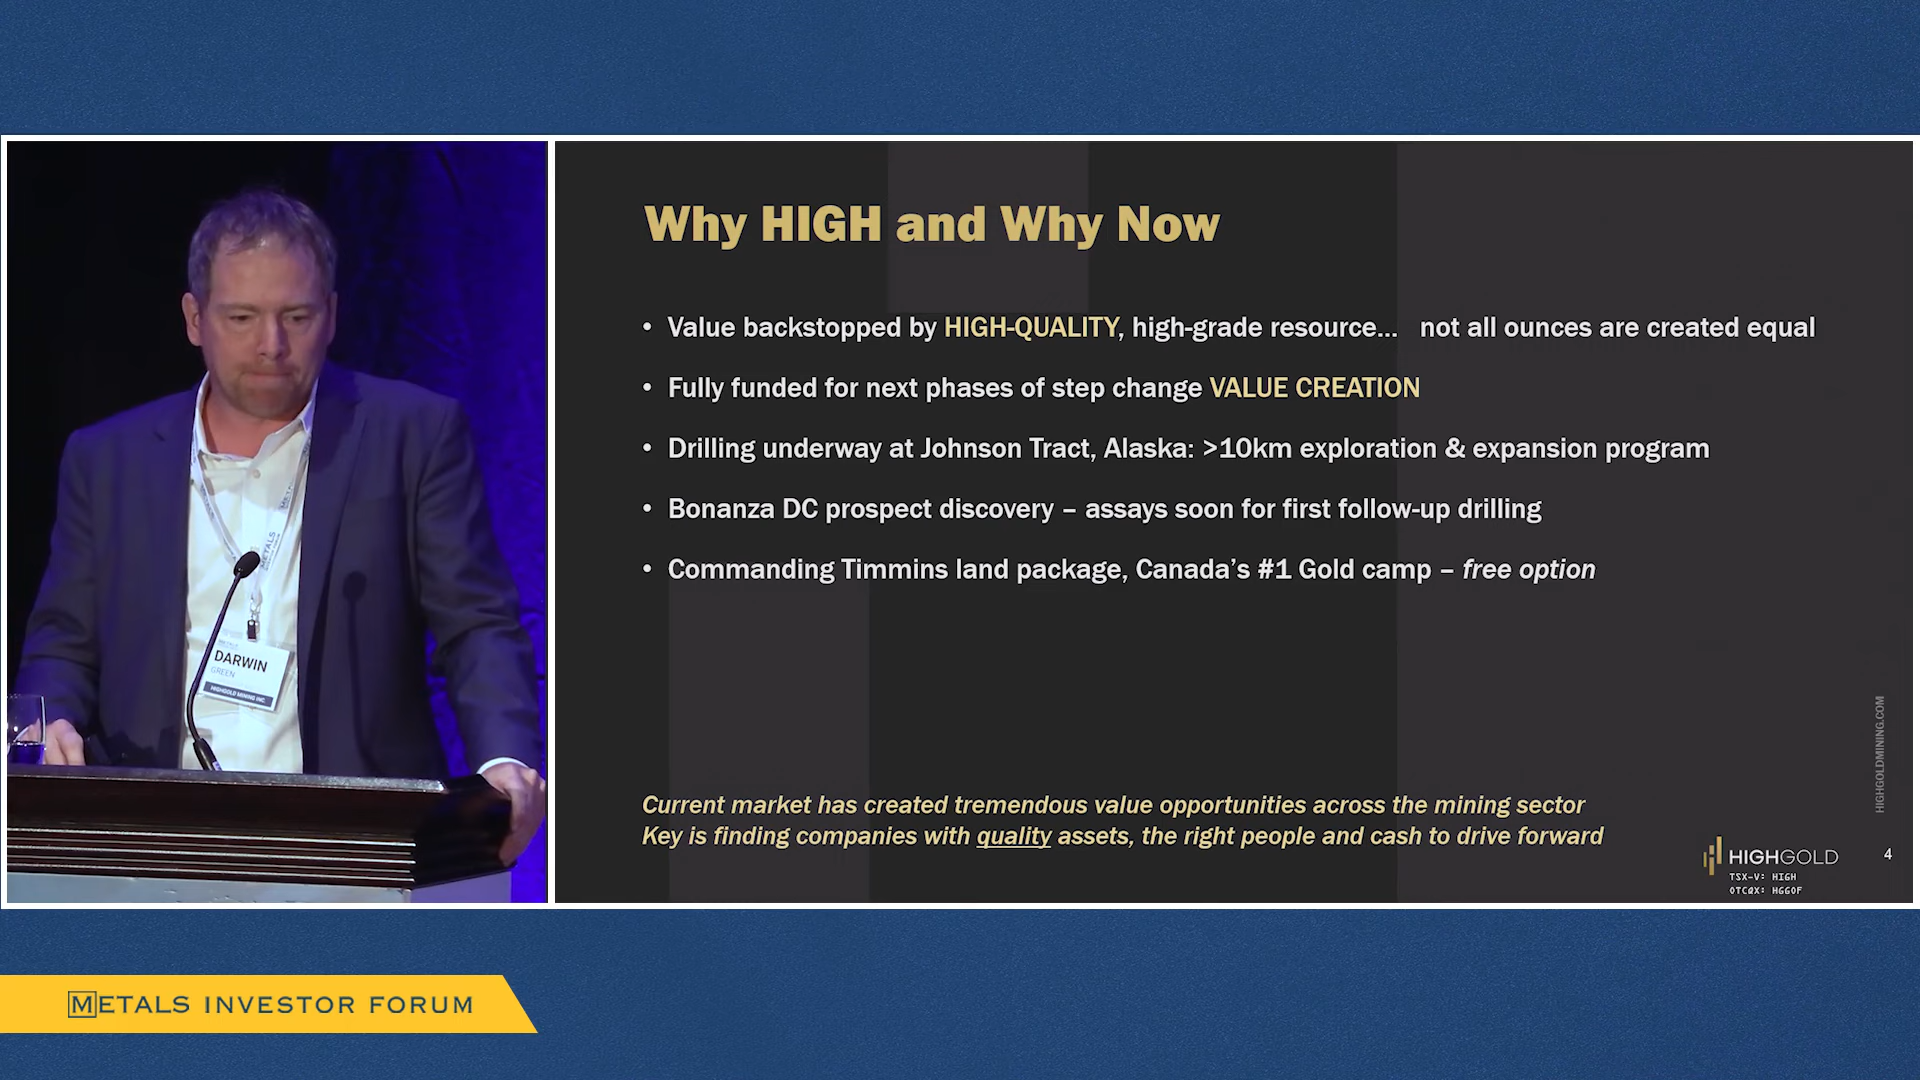 Why HIGH and Why Now
• Value backstopped by HIGH-QUALITY, high-grade resource... not all ounces are created equal
• Fully funded for next phases of step change VALUE CREATION
• Drilling underway at Johnson Tract, Alaska: >10km exploration & expansion program
• Bonanza DC prospect discovery – assays soon for first follow-up drilling
• Commanding Timmins land package, Canada's #1 Gold camp – free option
Current market has created tremendous value opportunities across the mining sector
Key is finding companies with quality assets, the right people and cash to drive forward
HIGHGOLDMINING.COM
HIGHGOLD
TSX-V: HIGH
OTCQX: HGGOF
4
METALS
DARWIN
GREEN
HIGHGOLD MINING INC.
METALS INVESTOR FORUM